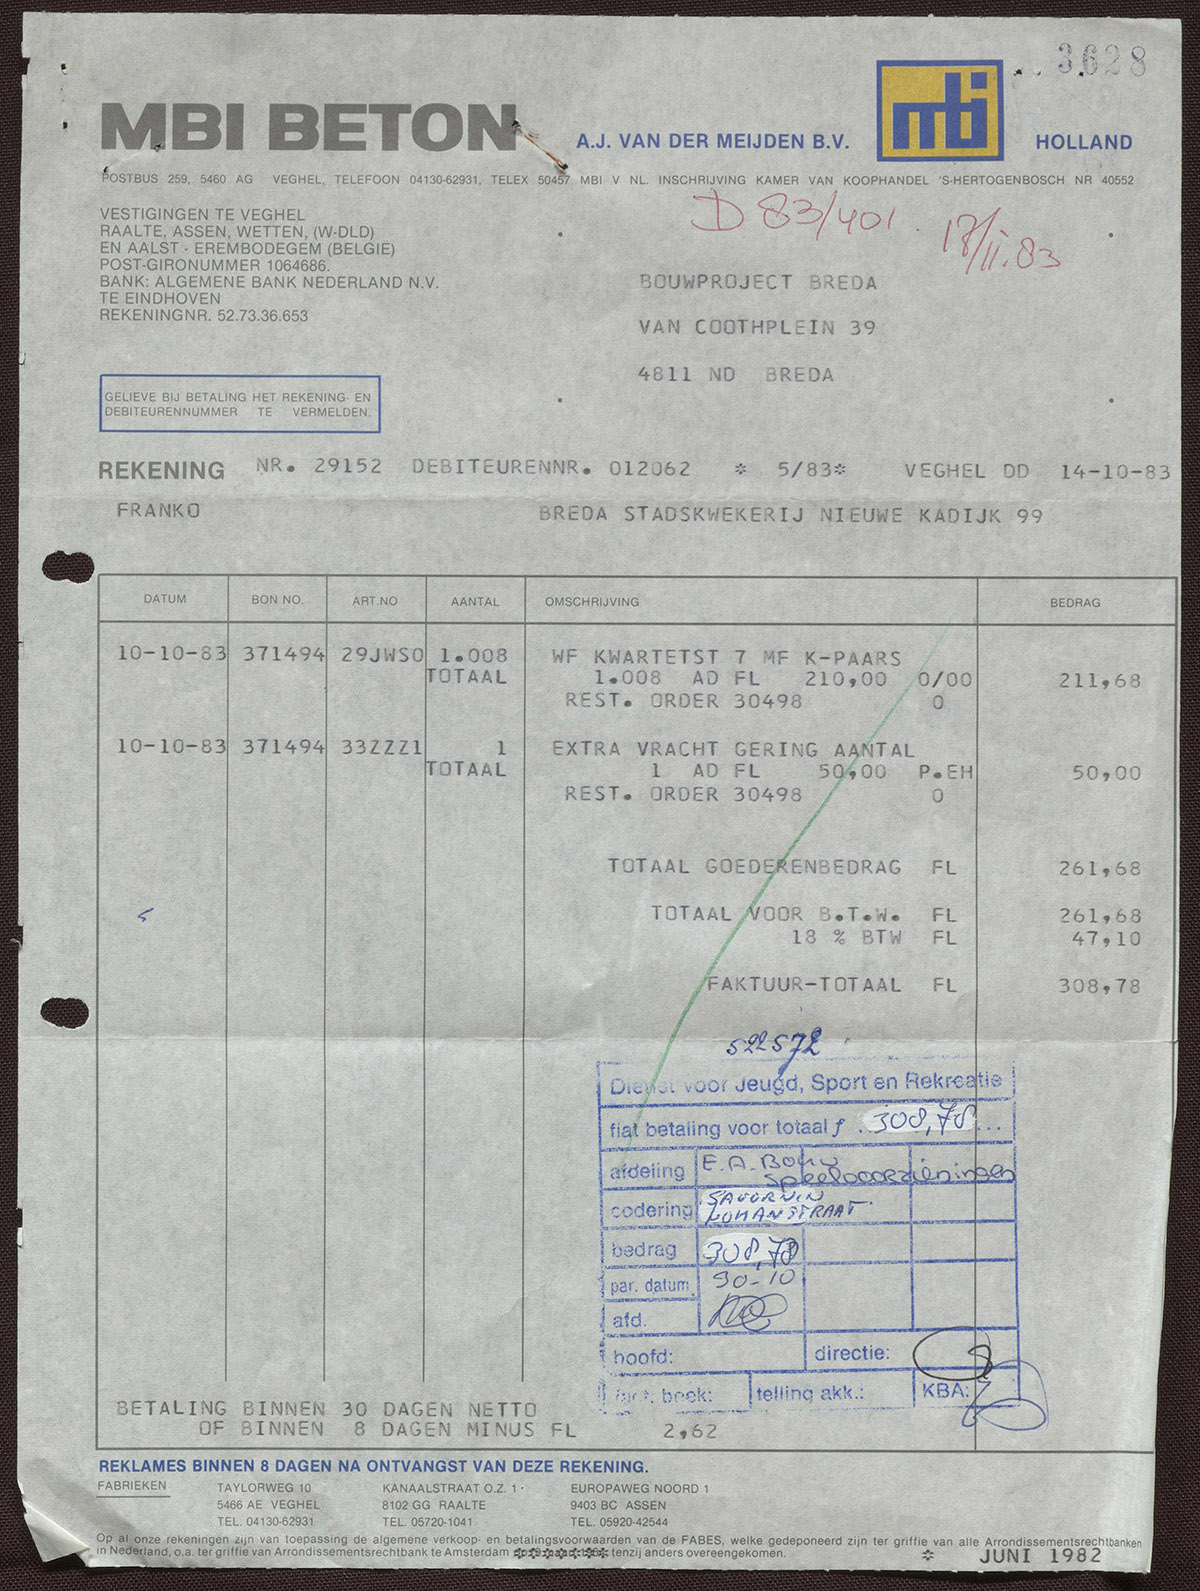 3628
MBI BETON A.J. VAN DER MEIJDEN B.V. mbi HOLLAND
POSTBUS 259, 5460 AG VEGHEL, TELEFOON 04130-62931, TELEX 50457 MBI V NL. INSCHRIJVING KAMER VAN KOOPHANDEL 'S-HERTOGENBOSCH NR 40552
D 83/401 17/11.83
VESTIGINGEN TE VEGHEL
RAALTE, ASSEN, WETTEN, (W-DLD)
EN AALST - EREMBODEGEM (BELGIE)
POST-GIRONUMMER 1064686.
BANK: ALGEMENE BANK NEDERLAND N.V.
TE EINDHOVEN
REKENINGNR. 52.73.36.653
BOUWPROJECT BREDA
VAN COOTHPLEIN 39
4811 ND BREDA
GELIEVE BIJ BETALING HET REKENING- EN
DEBITEURENNUMMER TE VERMELDEN.
REKENING NR. 29152 DEBITEURENNR. 012062 * 5/83* VEGHEL DD 14-10-83
FRANKO BREDA STADSKWEKERIJ NIEUWE KADIJK 99
DATUM BON NO. ART.NO AANTAL OMSCHRIJVING BEDRAG
10-10-83 371494 29JWSO 1.008 WF KWARTETST 7 MF K-PAARS
TOTAAL 1.008 AD FL 210,00 0/00 211,68
REST. ORDER 30498 0
10-10-83 371494 33ZZZ1 1 EXTRA VRACHT GERING AANTAL
TOTAAL 1 AD FL 50,00 P.EH 50,00
REST. ORDER 30498 0
TOTAAL GOEDERENBEDRAG FL 261,68
TOTAAL VOOR B.T.W. FL 261,68
18 % BTW FL 47,10
FAKTUUR-TOTAAL FL 308,78
522572
Dienst voor Jeugd, Sport en Rekreatie
fiat betaling voor totaal ƒ . 308,78 ...
afdeling E.A. Bouw
speelvoorzieningen
codering SAVORNIN
LOHANSTRAAT.
bedrag 308,78
par. datum 30-10
afd.
hoofd: directie:
fact. boek: telling akk.: KBA:
BETALING BINNEN 30 DAGEN NETTO
OF BINNEN 8 DAGEN MINUS FL 2,62
REKLAMES BINNEN 8 DAGEN NA ONTVANGST VAN DEZE REKENING.
FABRIEKEN TAYLORWEG 10 KANAALSTRAAT O.Z. 1 EUROPAWEG NOORD 1
5466 AE VEGHEL 8102 GG RAALTE 9403 BC ASSEN
TEL. 04130-62931 TEL. 05720-1041 TEL. 05920-42544
Op al onze rekeningen zijn van toepassing de algemene verkoop- en betalingsvoorwaarden van de FABES, welke gedeponeerd zijn ter griffie van alle Arrondissementsrechtbanken
in Nederland, o.a. ter griffie van Arrondissementsrechtbank te Amsterdam tenzij anders overeengekomen. * JUNI 1982